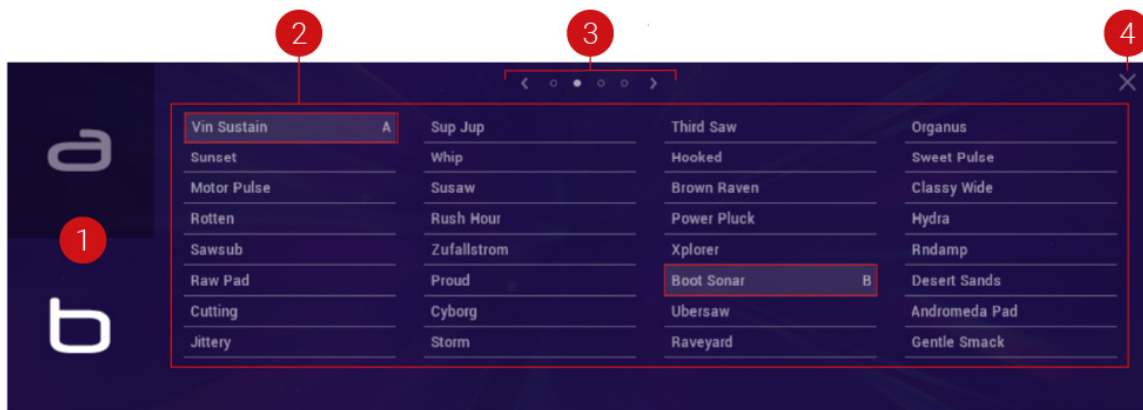 2
3
4
1
a
b
Vin Sustain A
Sunset
Motor Pulse
Rotten
Sawsub
Raw Pad
Cutting
Jittery
Sup Jup
Whip
Susaw
Rush Hour
Zufallstrom
Proud
Cyborg
Storm
Third Saw
Hooked
Brown Raven
Power Pluck
Xplorer
Boot Sonar B
Ubersaw
Raveyard
Organus
Sweet Pulse
Classy Wide
Hydra
Rndamp
Desert Sands
Andromeda Pad
Gentle Smack